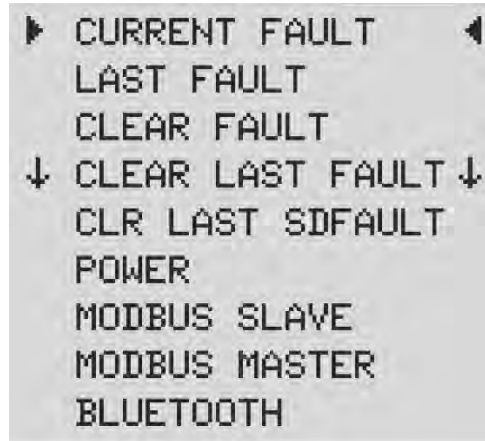 CURRENT FAULT
LAST FAULT
CLEAR FAULT
↓ CLEAR LAST FAULT ↓
CLR LAST SDFAULT
POWER
MODBUS SLAVE
MODBUS MASTER
BLUETOOTH